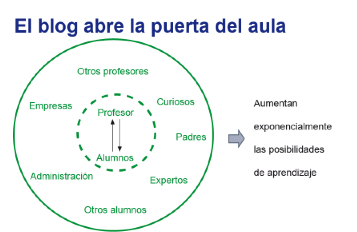 El blog abre la puerta del aula
Otros profesores
Empresas
Curiosos
Profesor
Padres
Alumnos
Administración
Expertos
Otros alumnos
Aumentan
exponencialmente
las posibilidades
de aprendizaje